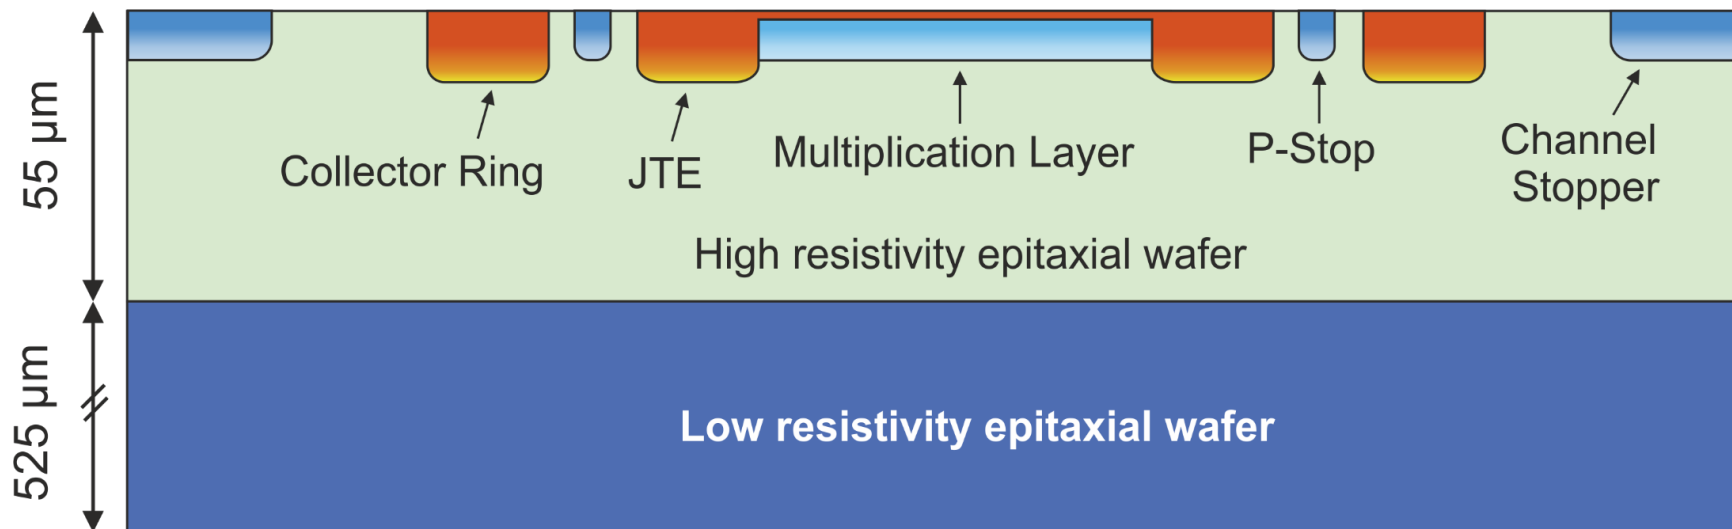 55 µm
Collector Ring
JTE
Multiplication Layer
P-Stop
Channel
Stopper
High resistivity epitaxial wafer
525 µm
Low resistivity epitaxial wafer